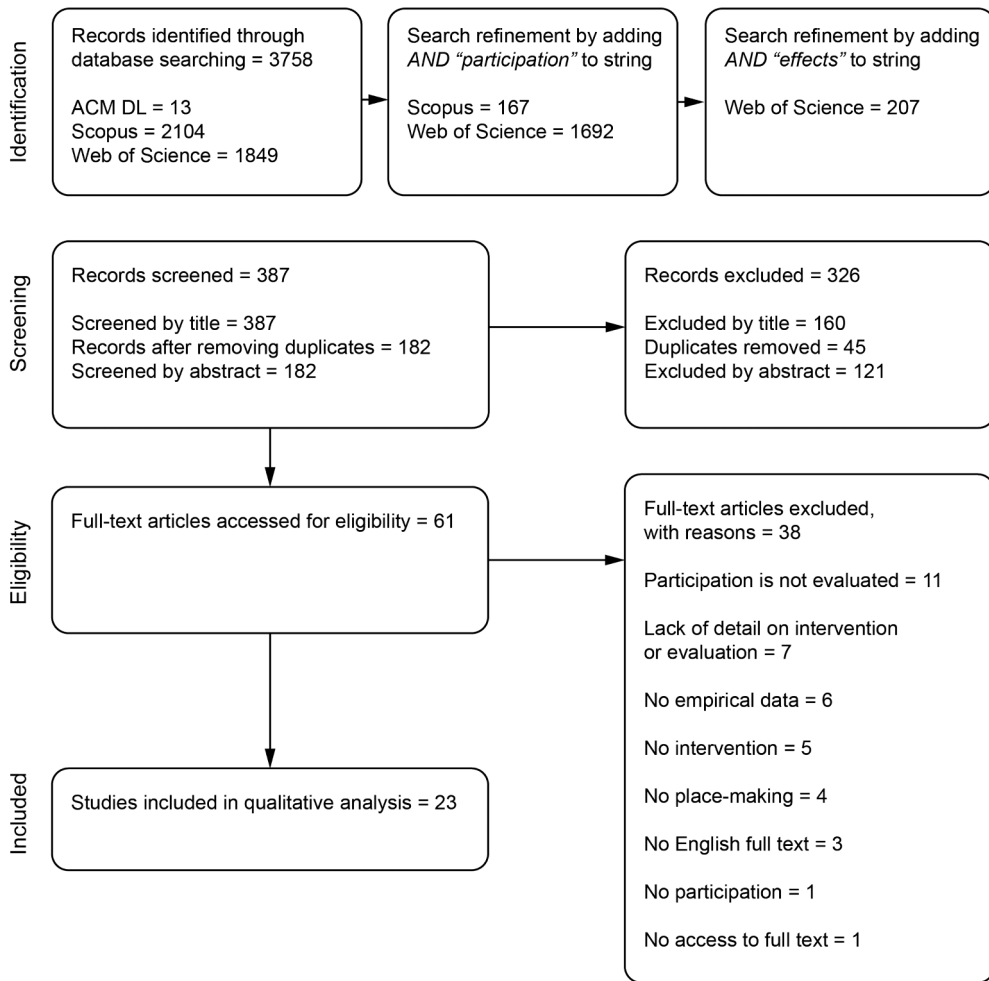 Identification
Records identified through
database searching = 3758
ACM DL = 13
Scopus = 2104
Web of Science = 1849
Search refinement by adding
AND “participation” to string
Scopus = 167
Web of Science = 1692
Search refinement by adding
AND “effects” to string
Web of Science = 207
Screening
Records screened = 387
Screened by title = 387
Records after removing duplicates = 182
Screened by abstract = 182
Records excluded = 326
Excluded by title = 160
Duplicates removed = 45
Excluded by abstract = 121
Eligibility
Full-text articles accessed for eligibility = 61
Full-text articles excluded,
with reasons = 38
Participation is not evaluated = 11
Lack of detail on intervention
or evaluation = 7
No empirical data = 6
No intervention = 5
No place-making = 4
No English full text = 3
No participation = 1
No access to full text = 1
Included
Studies included in qualitative analysis = 23